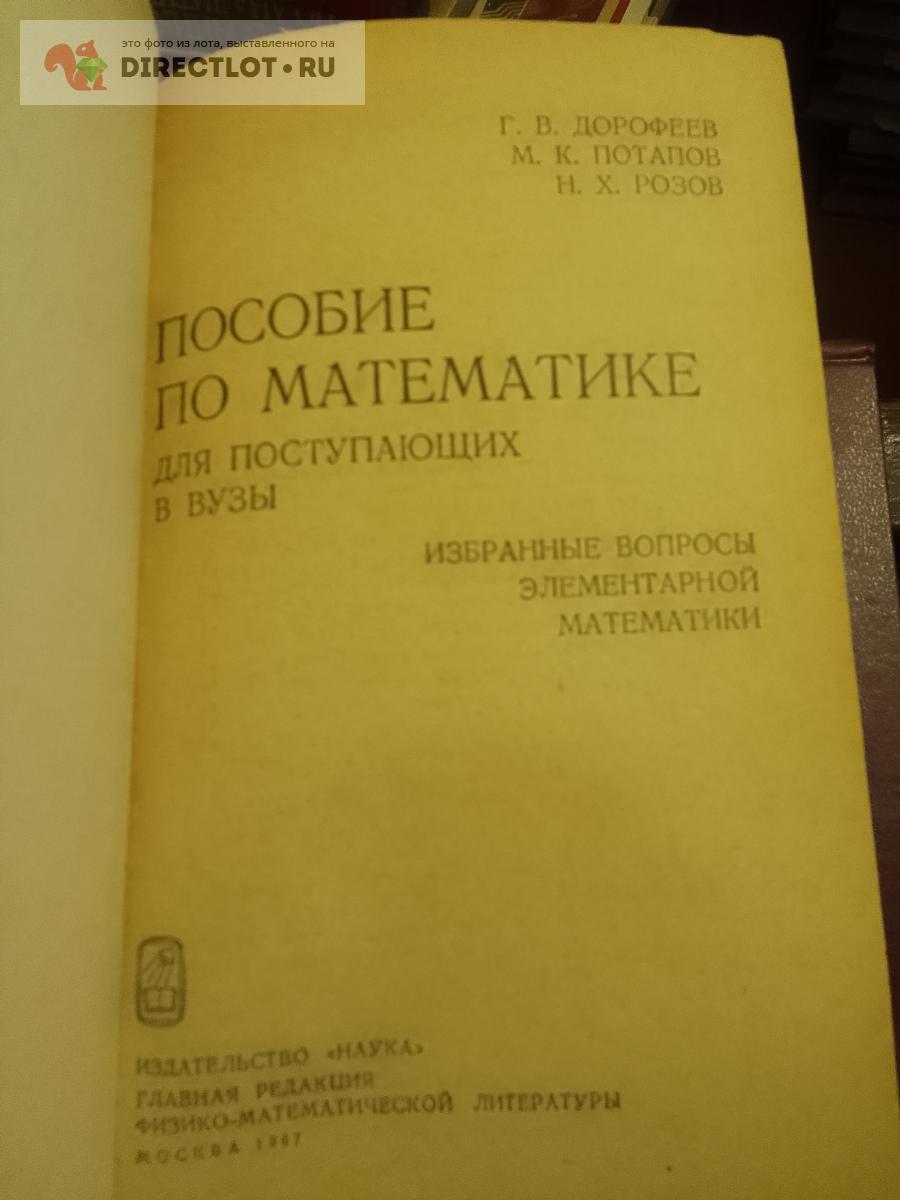 это фото из лота, выставленного на
DIRECTLOT•RU
Г. В. ДОРОФЕЕВ
М. К. ПОТАПОВ
Н. Х. РОЗОВ
ПОСОБИЕ
ПО МАТЕМАТИКЕ
ДЛЯ ПОСТУПАЮЩИХ
В ВУЗЫ
ИЗБРАННЫЕ ВОПРОСЫ
ЭЛЕМЕНТАРНОЙ
МАТЕМАТИКИ
ИЗДАТЕЛЬСТВО «НАУКА»
ГЛАВНАЯ РЕДАКЦИЯ
ФИЗИКО-МАТЕМАТИЧЕСКОЙ ЛИТЕРАТУРЫ
МОСКВА 1967